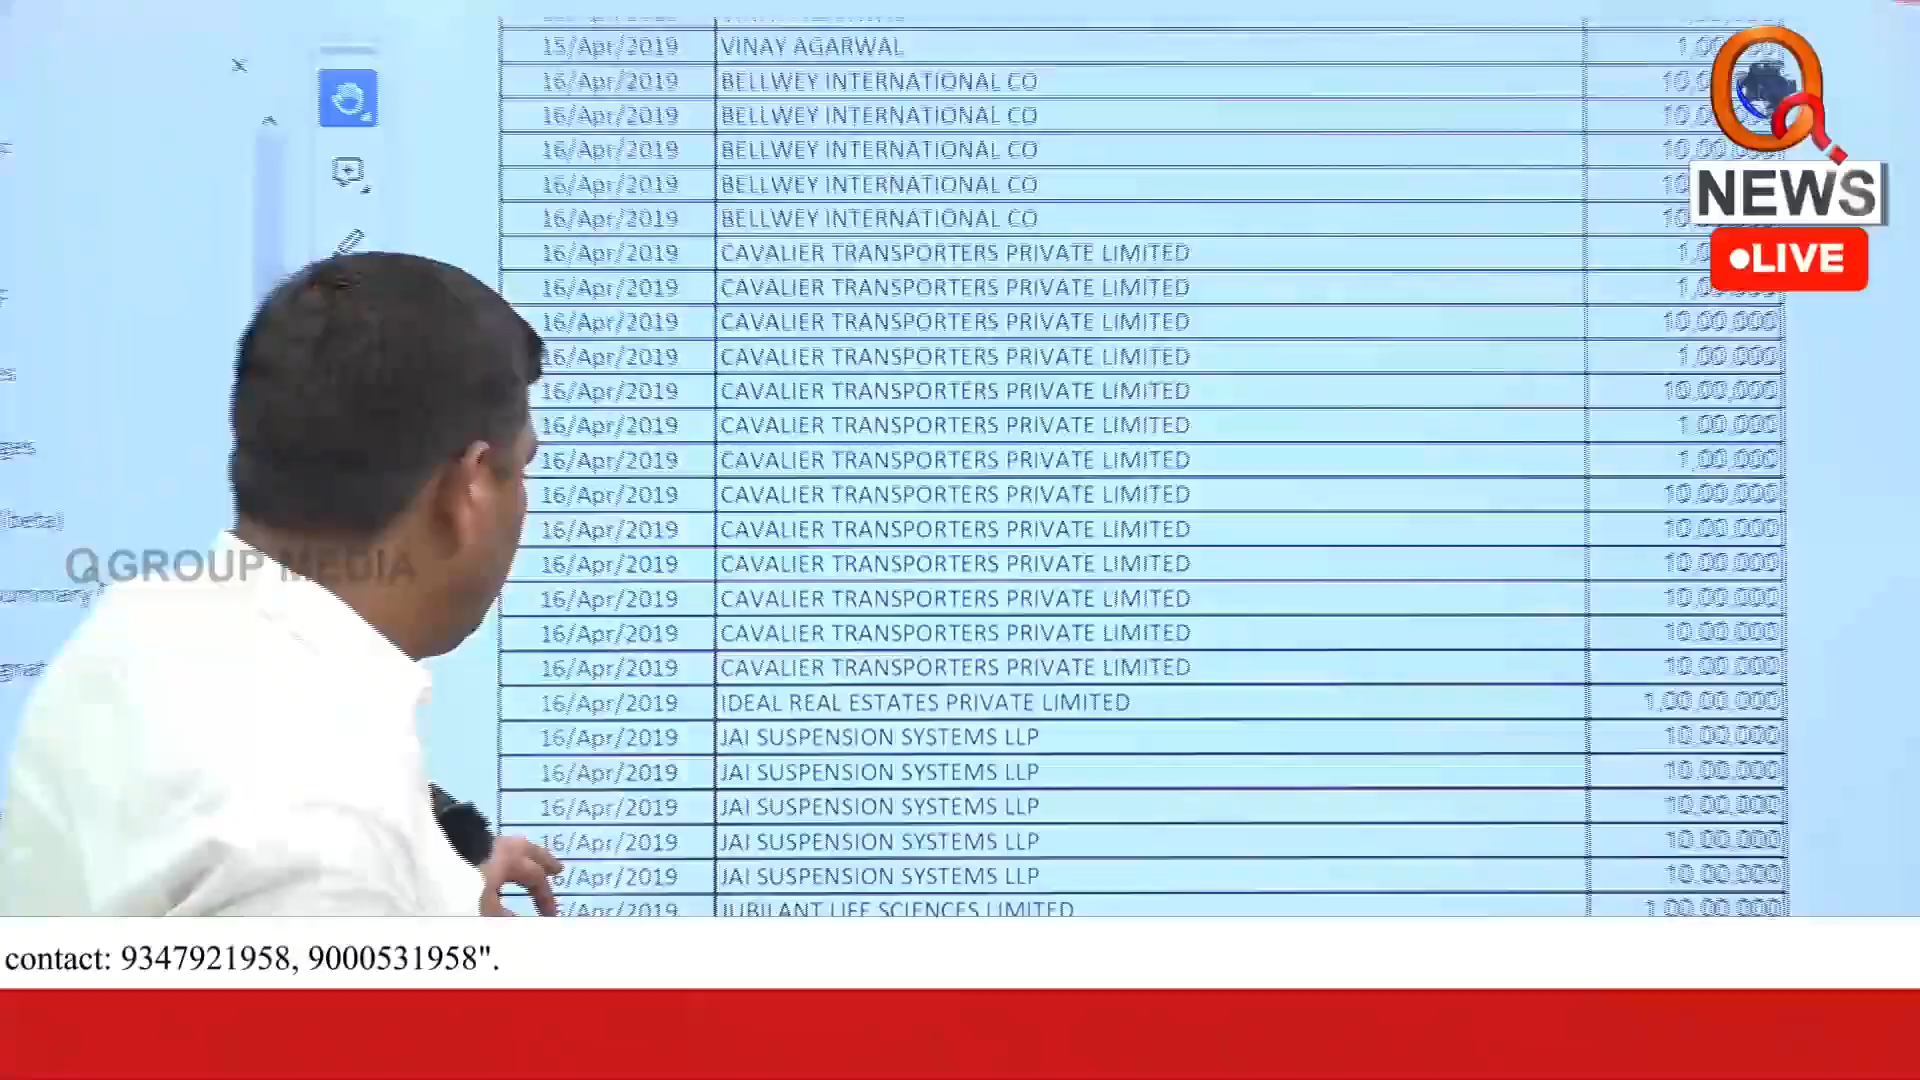 15/Apr/2019 VINAY AGARWAL
16/Apr/2019 BELLWEY INTERNATIONAL CO
16/Apr/2019 BELLWEY INTERNATIONAL CO
16/Apr/2019 BELLWEY INTERNATIONAL CO
16/Apr/2019 BELLWEY INTERNATIONAL CO
16/Apr/2019 BELLWEY INTERNATIONAL CO
16/Apr/2019 CAVALIER TRANSPORTERS PRIVATE LIMITED
16/Apr/2019 CAVALIER TRANSPORTERS PRIVATE LIMITED
16/Apr/2019 CAVALIER TRANSPORTERS PRIVATE LIMITED 10,00,000
16/Apr/2019 CAVALIER TRANSPORTERS PRIVATE LIMITED 1,00,000
16/Apr/2019 CAVALIER TRANSPORTERS PRIVATE LIMITED 10,00,000
16/Apr/2019 CAVALIER TRANSPORTERS PRIVATE LIMITED 1,00,000
16/Apr/2019 CAVALIER TRANSPORTERS PRIVATE LIMITED 1,00,000
16/Apr/2019 CAVALIER TRANSPORTERS PRIVATE LIMITED 10,00,000
16/Apr/2019 CAVALIER TRANSPORTERS PRIVATE LIMITED 10,00,000
16/Apr/2019 CAVALIER TRANSPORTERS PRIVATE LIMITED 10,00,000
16/Apr/2019 CAVALIER TRANSPORTERS PRIVATE LIMITED 10,00,000
16/Apr/2019 CAVALIER TRANSPORTERS PRIVATE LIMITED 10,00,000
16/Apr/2019 CAVALIER TRANSPORTERS PRIVATE LIMITED 10,00,000
16/Apr/2019 IDEAL REAL ESTATES PRIVATE LIMITED 1,00,00,000
16/Apr/2019 JAI SUSPENSION SYSTEMS LLP 10,00,000
16/Apr/2019 JAI SUSPENSION SYSTEMS LLP 10,00,000
16/Apr/2019 JAI SUSPENSION SYSTEMS LLP 10,00,000
16/Apr/2019 JAI SUSPENSION SYSTEMS LLP 10,00,000
6/Apr/2019 JAI SUSPENSION SYSTEMS LLP 10,00,000
6/Apr/2019 JUBILANT LIFE SCIENCES LIMITED 1,00,00,000
Q
NEWS
LIVE
Q GROUP MEDIA
contact: 9347921958, 9000531958".